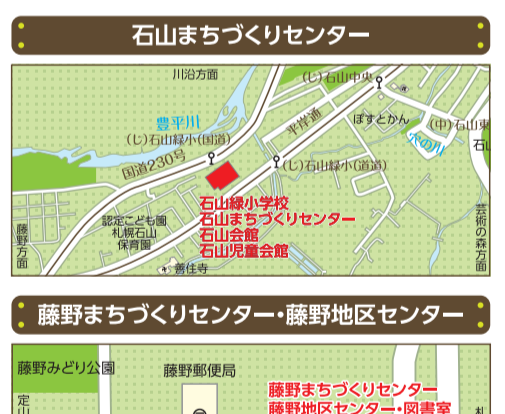 石山まちづくりセンター
川沿方面
(じ)石山中央
豊平川
平岸通
ぽすとかん
(じ)石山緑小(国道)
(中)石山東
穴の川
石山
国道230号
(じ)石山緑小(道道)
石山緑小学校
石山まちづくりセンター
石山会館
石山児童会館
認定こども園
札幌石山
保育園
藤野方面
芸術の森方面
善住寺
藤野まちづくりセンター・藤野地区センター
藤野みどり公園
藤野郵便局
定山
藤野まちづくりセンター
藤野地区センター・図書室
札